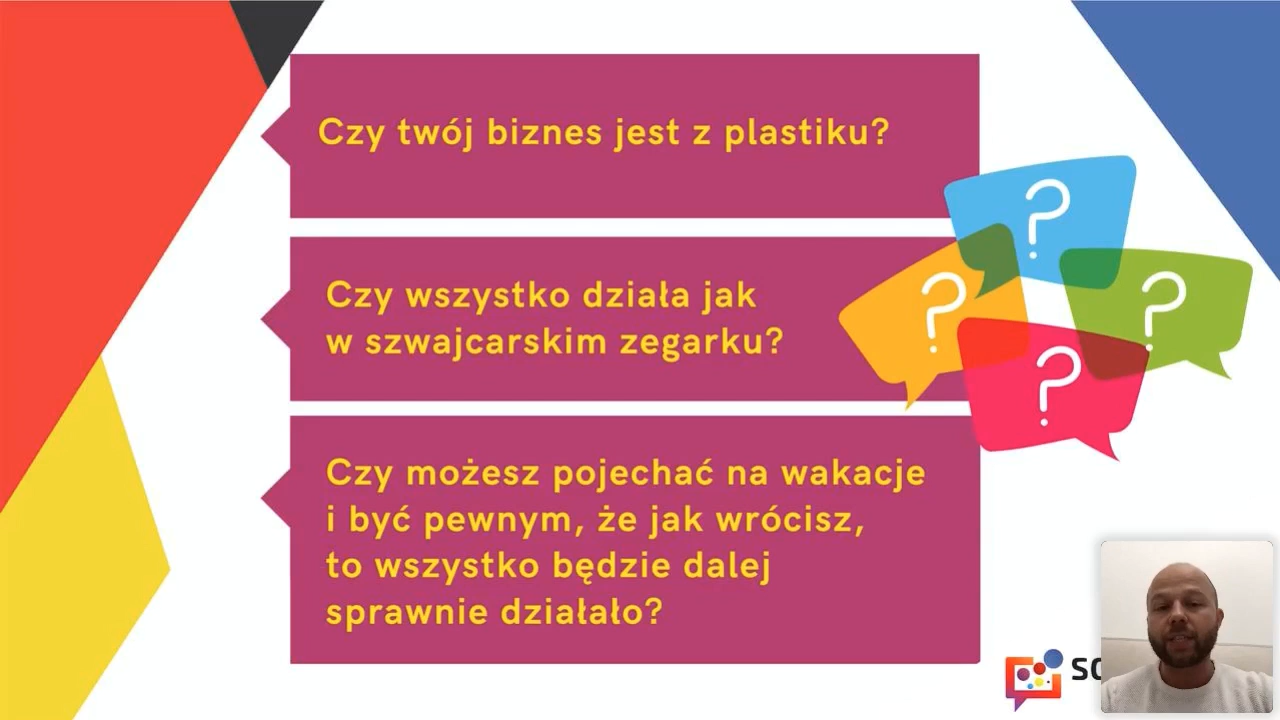 Czy twój biznes jest z plastiku?
Czy wszystko działa jak
w szwajcarskim zegarku?
Czy możesz pojechać na wakacje
i być pewnym, że jak wrócisz,
to wszystko będzie dalej
sprawnie działało?
?
?
?
?